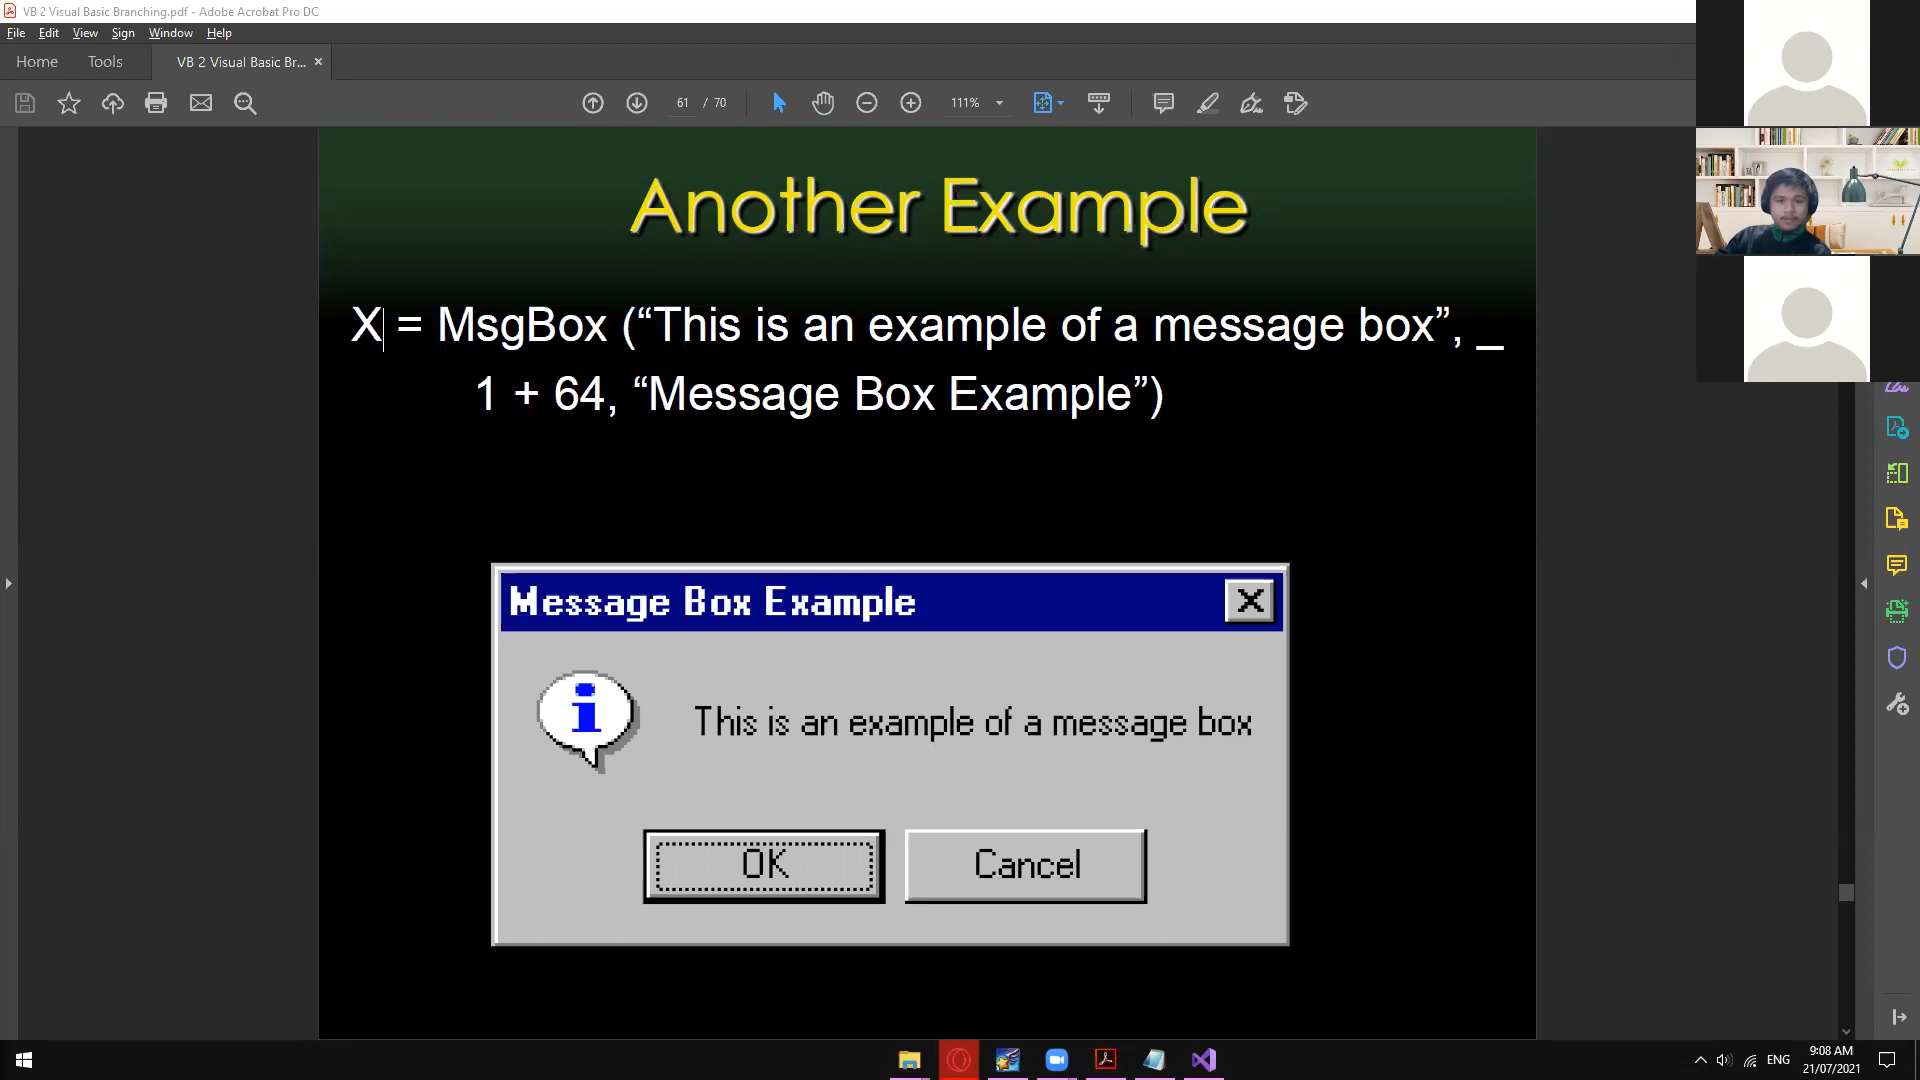 VB 2 Visual Basic Branching.pdf - Adobe Acrobat Pro DC
File Edit View Sign Window Help
Home Tools VB 2 Visual Basic Br... ×
61 / 70 111%
Another Example
X = MsgBox (“This is an example of a message box”, _
1 + 64, “Message Box Example”)
Message Box Example
This is an example of a message box
OK Cancel
ENG 9:08 AM
21/07/2021